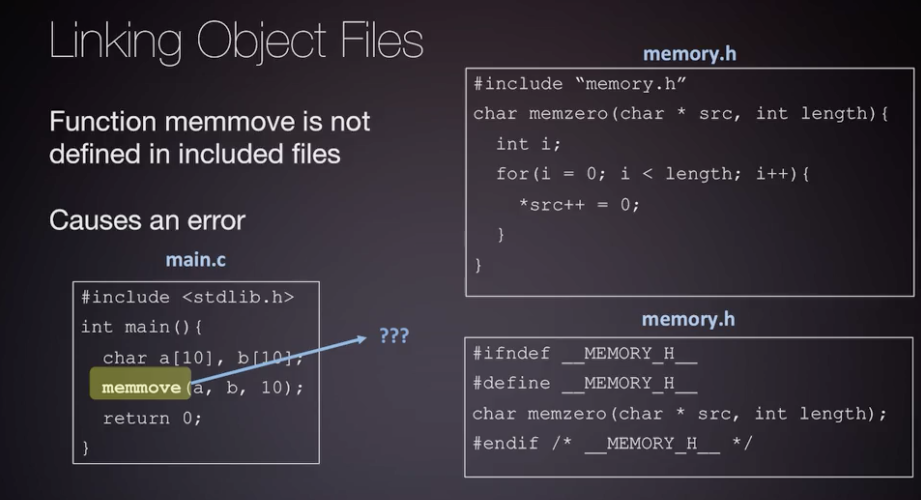 Linking Object Files
Function memmove is not
defined in included files
Causes an error
main.c
#include <stdlib.h>
int main(){
char a[10], b[10];
memmove(a, b, 10);
return 0;
}
???
memory.h
#include “memory.h”
char memzero(char * src, int length){
int i;
for(i = 0; i < length; i++){
*src++ = 0;
}
}
memory.h
#ifndef __MEMORY_H__
#define __MEMORY_H__
char memzero(char * src, int length);
#endif /* __MEMORY_H__ */